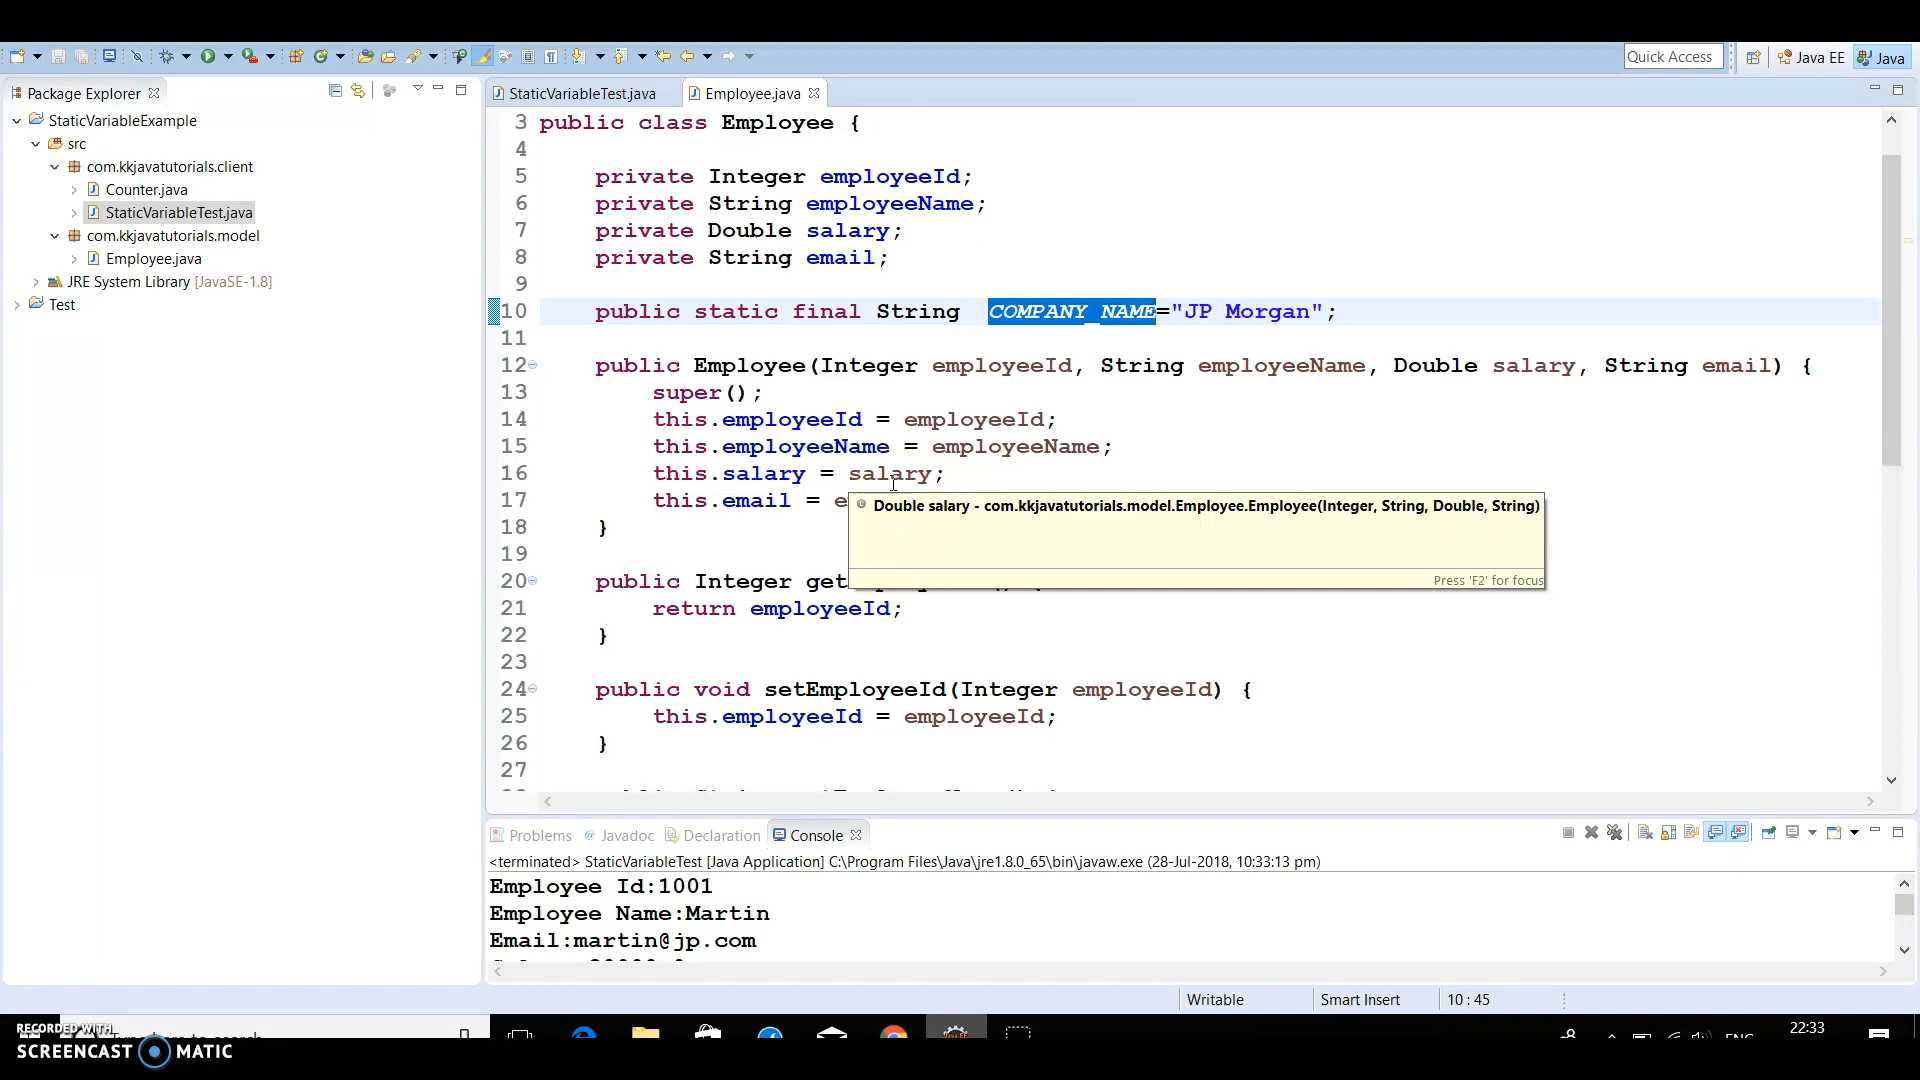 Quick Access
Java EE
Java
Package Explorer
StaticVariableExample
src
com.kkjavatutorials.client
Counter.java
StaticVariableTest.java
com.kkjavatutorials.model
Employee.java
JRE System Library [JavaSE-1.8]
Test
StaticVariableTest.java
Employee.java
3 public class Employee {
4
5 private Integer employeeId;
6 private String employeeName;
7 private Double salary;
8 private String email;
9
10 public static final String COMPANY_NAME="JP Morgan";
11
12 public Employee(Integer employeeId, String employeeName, Double salary, String email) {
13 super();
14 this.employeeId = employeeId;
15 this.employeeName = employeeName;
16 this.salary = salary;
17 this.email = e
Double salary - com.kkjavatutorials.model.Employee.Employee(Integer, String, Double, String)
Press 'F2' for focus
18 }
19
20 public Integer get
21 return employeeId;
22 }
23
24 public void setEmployeeId(Integer employeeId) {
25 this.employeeId = employeeId;
26 }
27
Problems
Javadoc
Declaration
Console
<terminated> StaticVariableTest [Java Application] C:\Program Files\Java\jre1.8.0_65\bin\javaw.exe (28-Jul-2018, 10:33:13 pm)
Employee Id:1001
Employee Name:Martin
Email:martin@jp.com
Writable
Smart Insert
10 : 45
RECORDED WITH
SCREENCAST MATIC
22:33